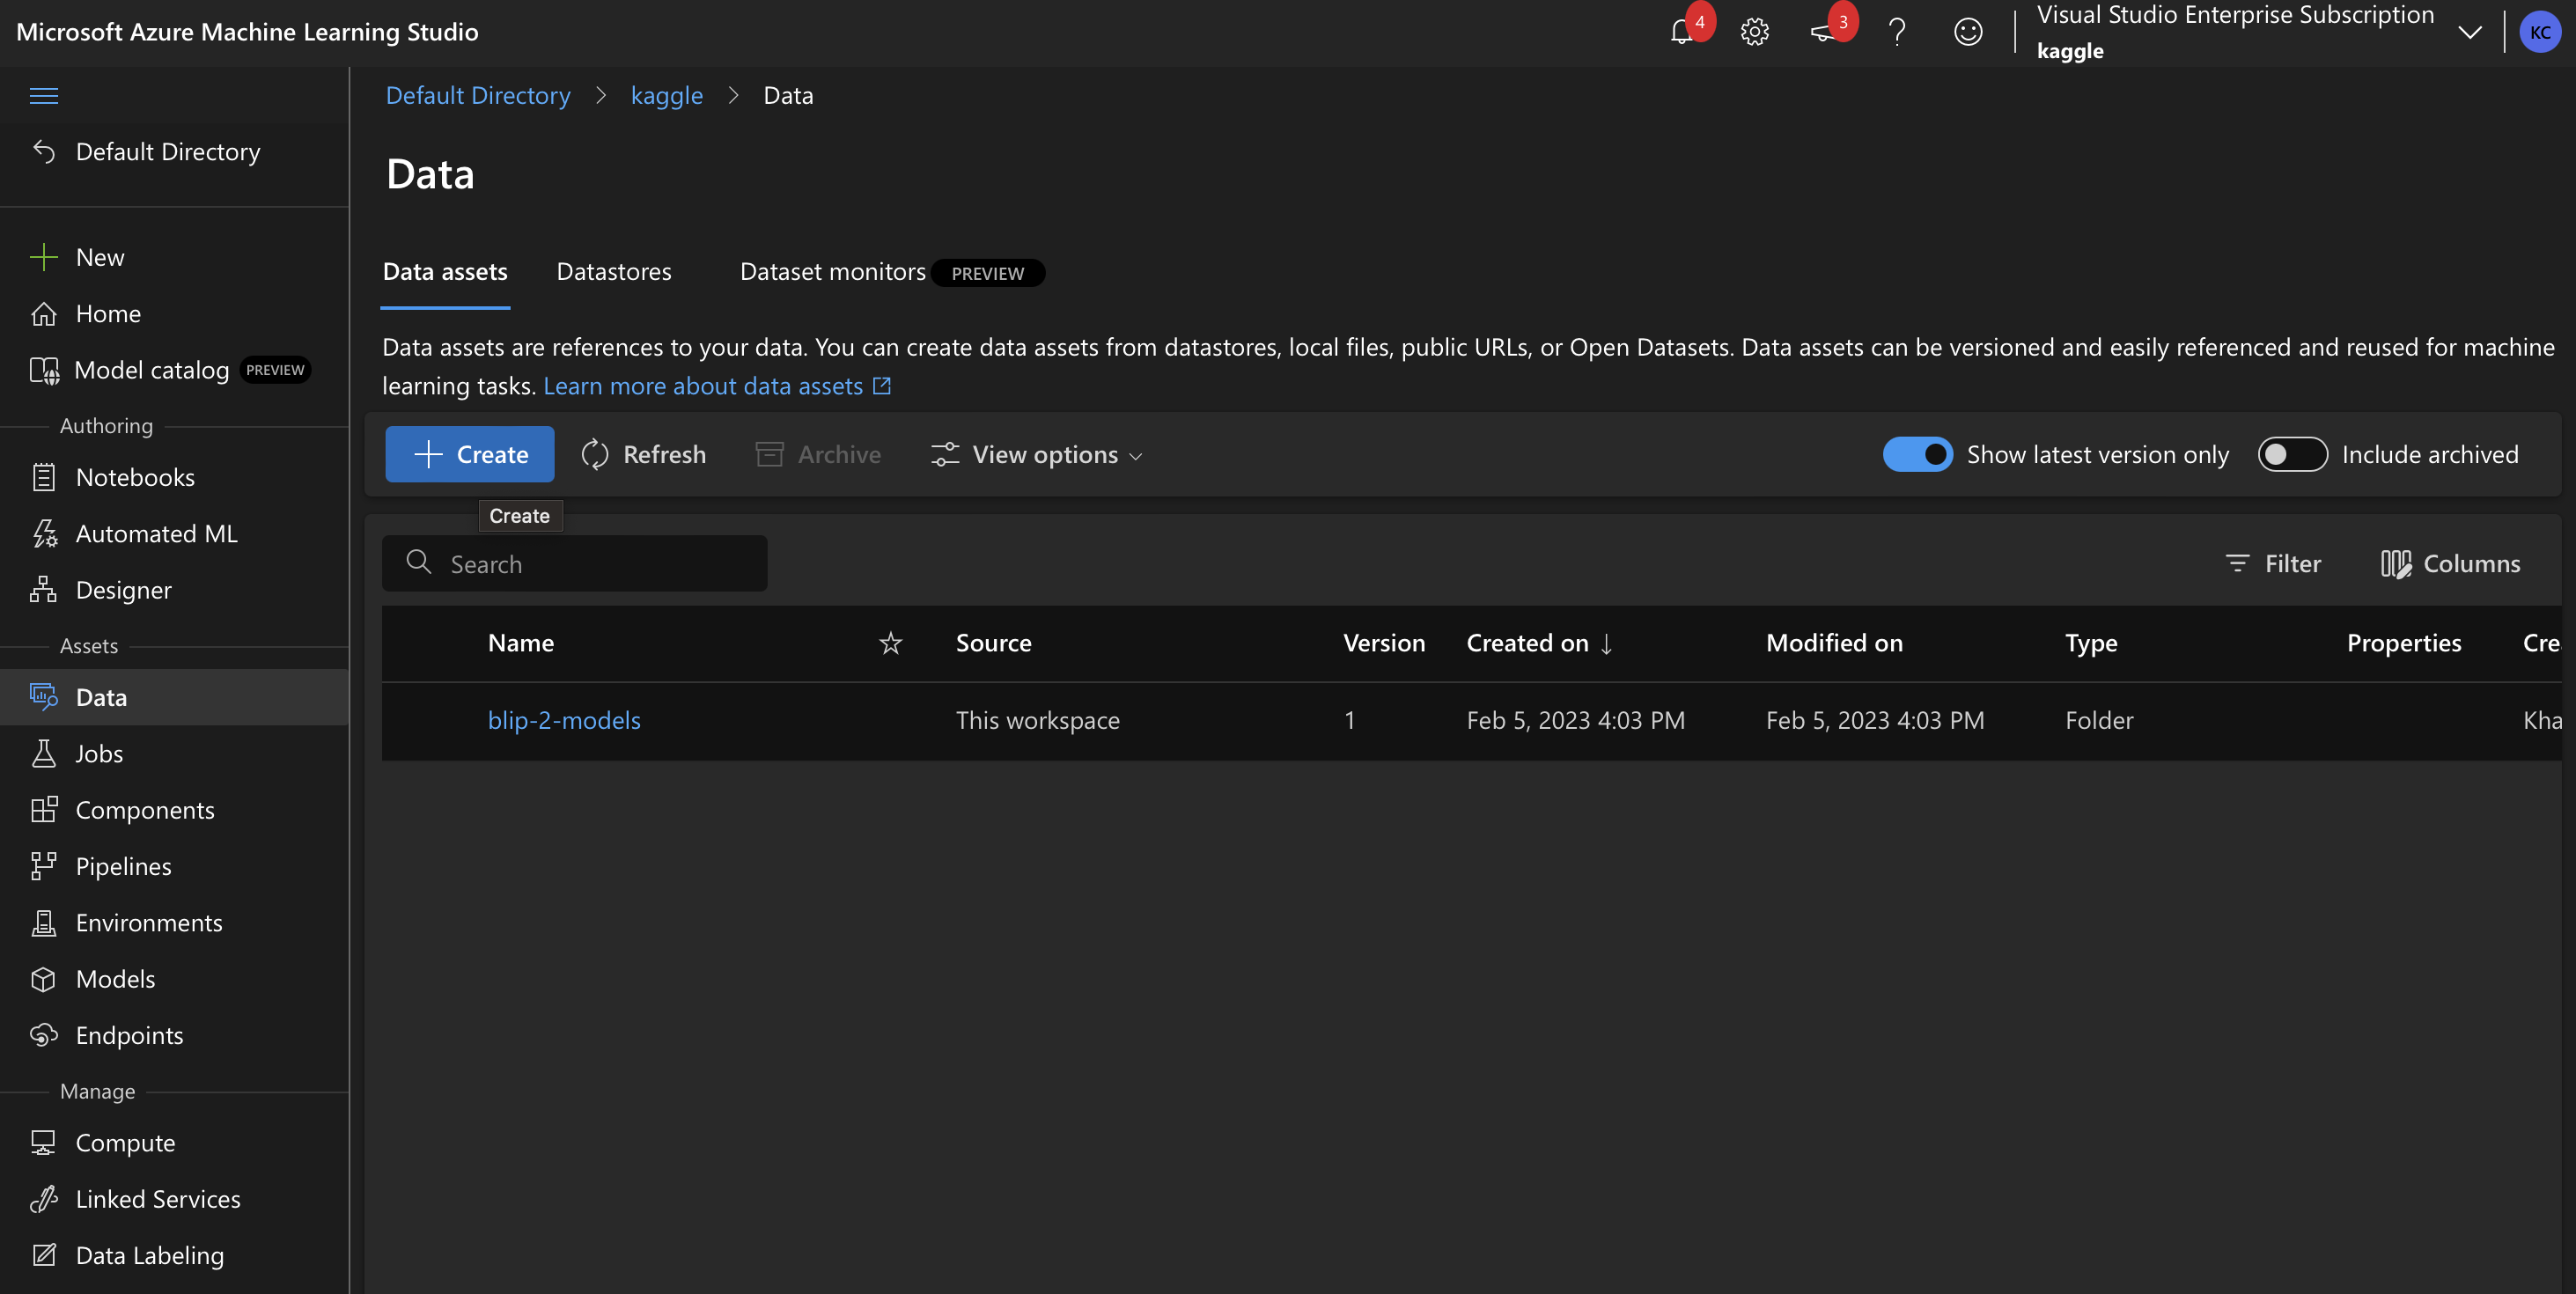 Microsoft Azure Machine Learning Studio
4
3
Visual Studio Enterprise Subscription
kaggle
KC
Default Directory
New
Home
Model catalog PREVIEW
Authoring
Notebooks
Automated ML
Designer
Assets
Data
Jobs
Components
Pipelines
Environments
Models
Endpoints
Manage
Compute
Linked Services
Data Labeling
Default Directory > kaggle > Data
Data
Data assets Datastores Dataset monitors PREVIEW
Data assets are references to your data. You can create data assets from datastores, local files, public URLs, or Open Datasets. Data assets can be versioned and easily referenced and reused for machine
learning tasks. Learn more about data assets
Create Refresh Archive View options Show latest version only Include archived
Create
Search Filter Columns
Name Source Version Created on ↓ Modified on Type Properties Cre
blip-2-models This workspace 1 Feb 5, 2023 4:03 PM Feb 5, 2023 4:03 PM Folder Kha